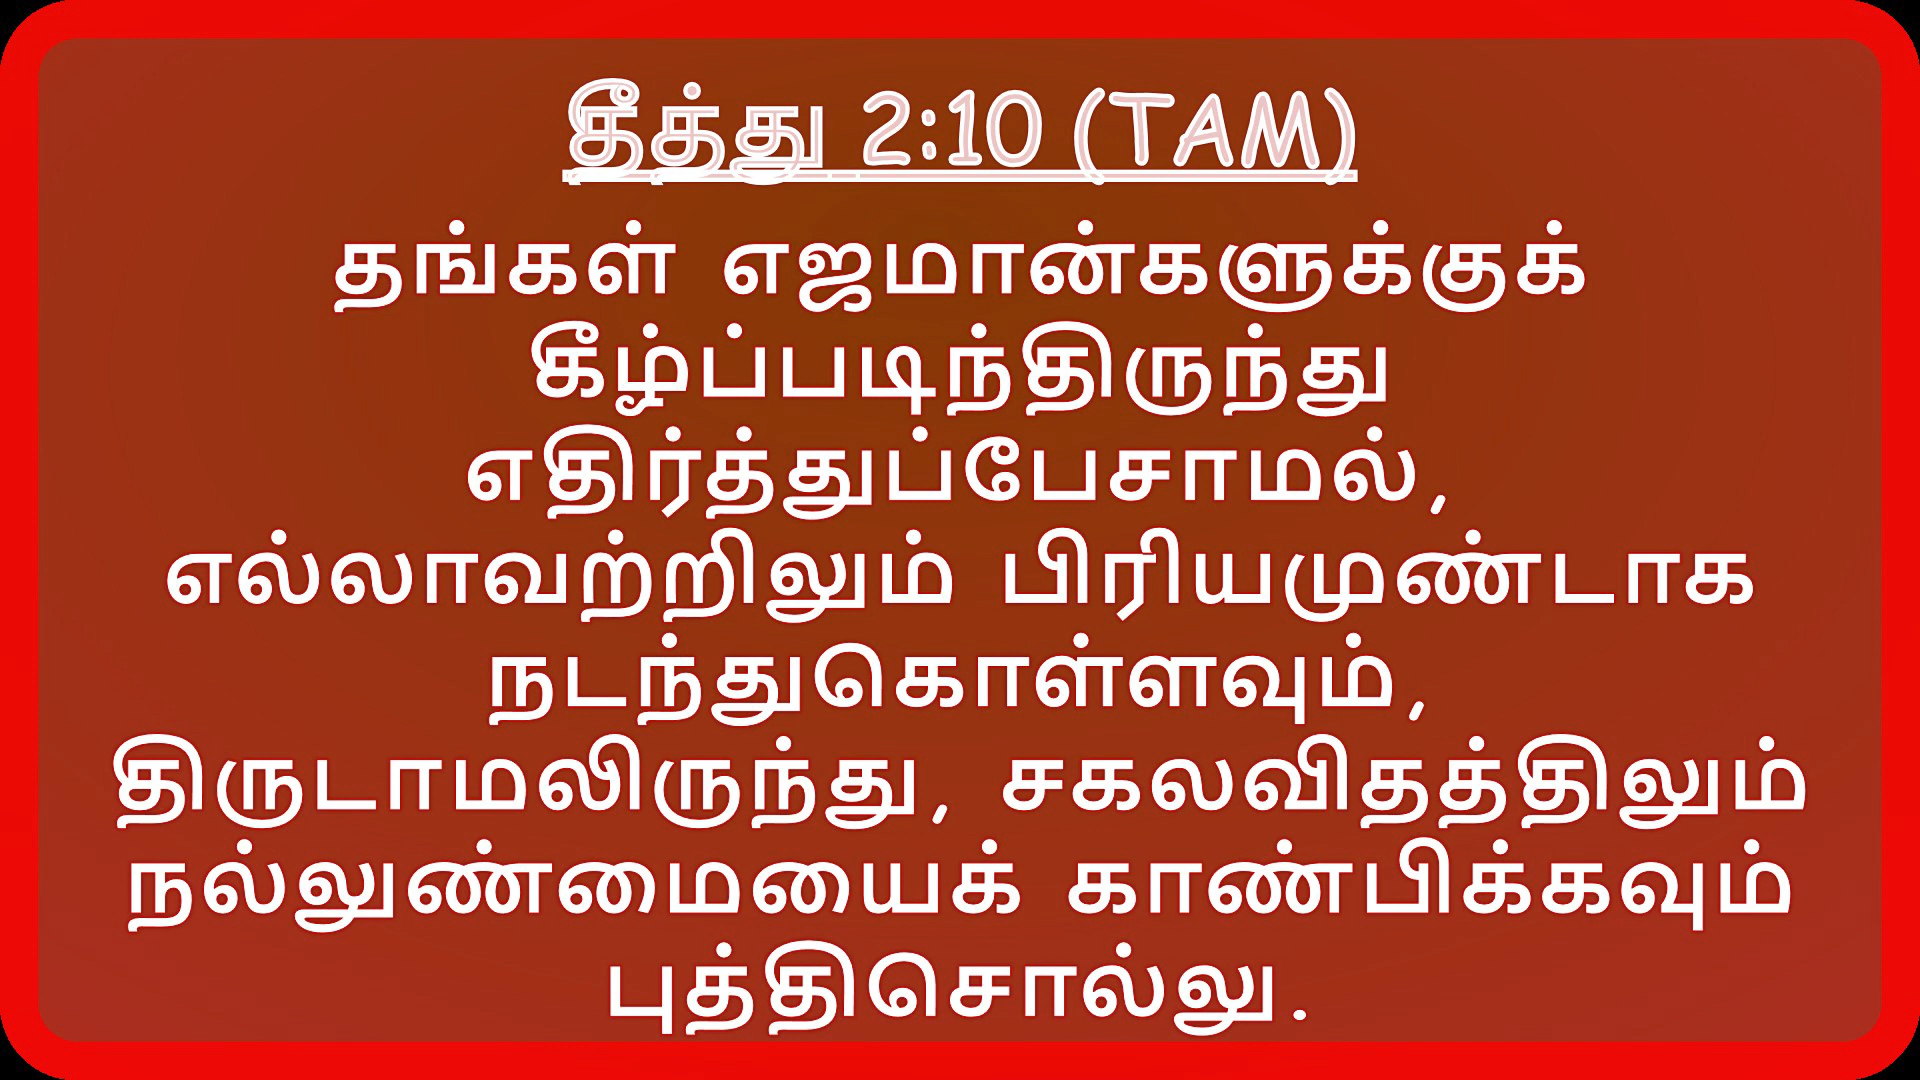 தீத்து 2:10 (TAM)
தங்கள் எஜமான்களுக்குக்
கீழ்ப்படிந்திருந்து
எதிர்த்துப்பேசாமல்,
எல்லாவற்றிலும் பிரியமுண்டாக
நடந்துகொள்ளவும்,
திருடாமலிருந்து, சகலவிதத்திலும்
நல்லுண்மையைக் காண்பிக்கவும்
புத்திசொல்லு.